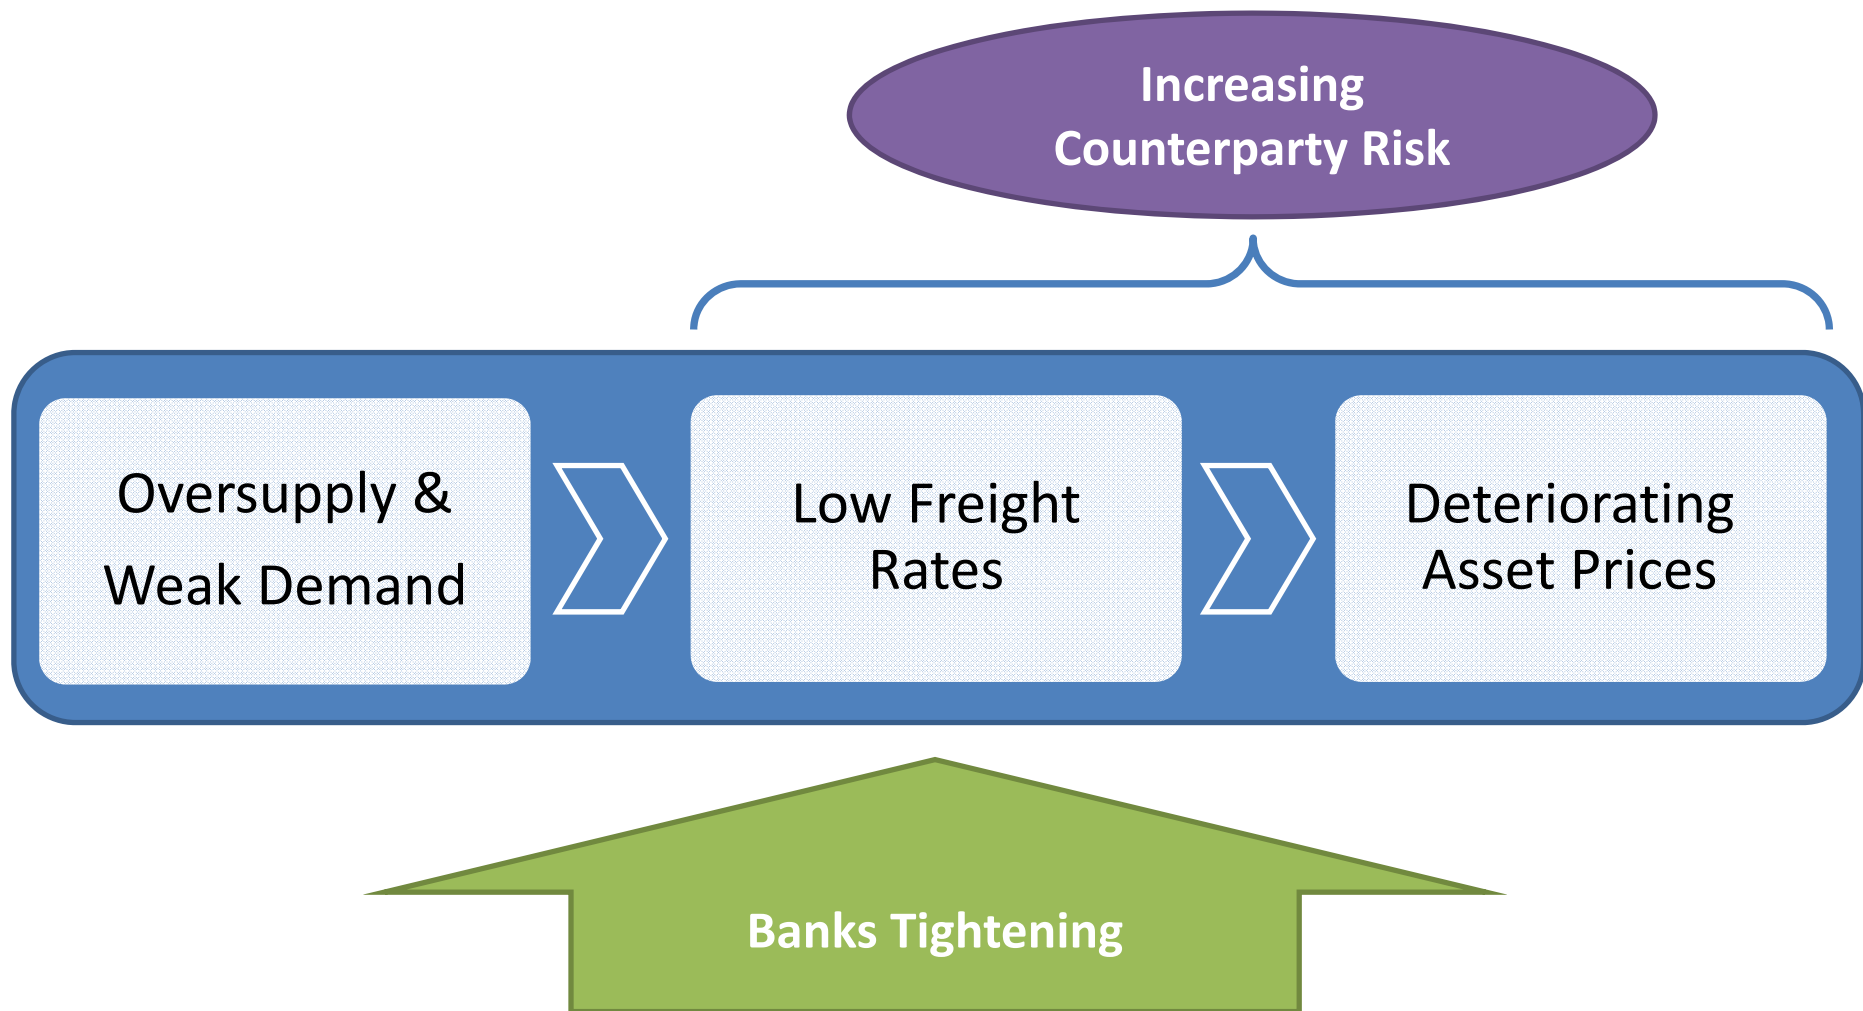 Increasing
Counterparty Risk
Oversupply &
Weak Demand
Low Freight
Rates
Deteriorating
Asset Prices
Banks Tightening